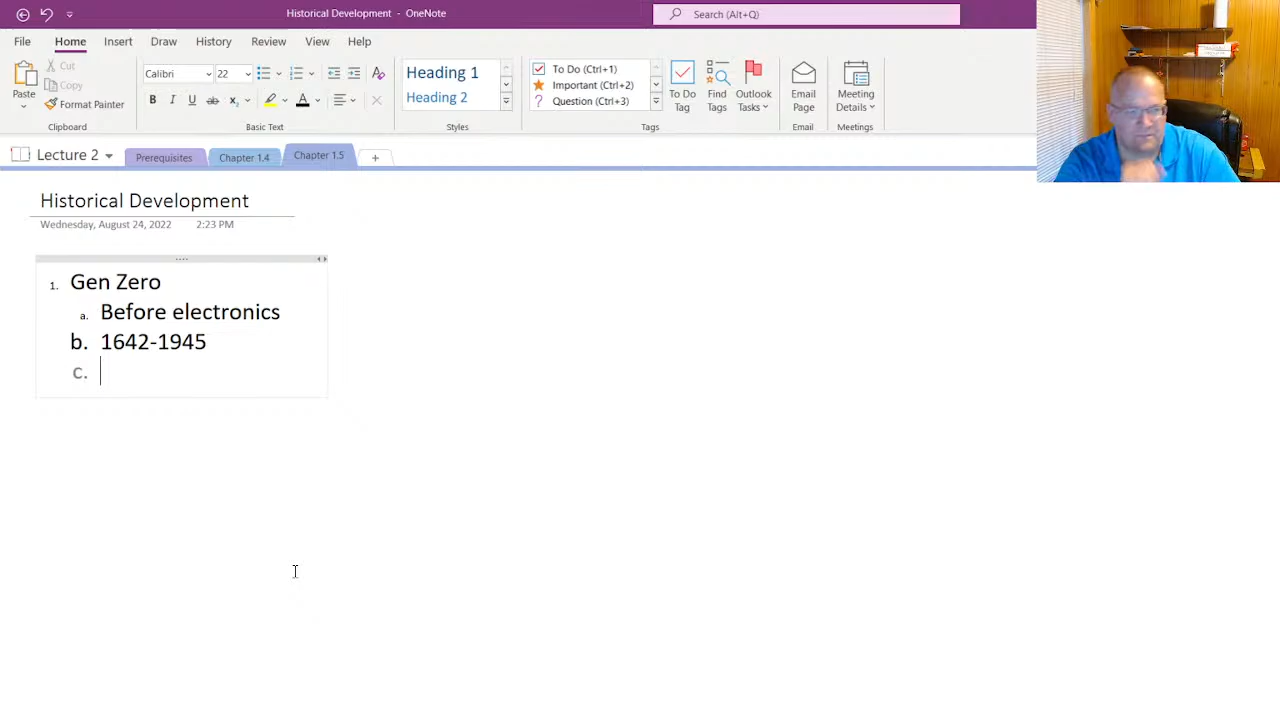 Historical Development - OneNote
Search (Alt+Q)
File Home Insert Draw History Review View Help
Paste
Cut
Copy
Format Painter
Clipboard
Calibri 22
B I U ab x₂ A
Basic Text
Heading 1
Heading 2
Styles
To Do (Ctrl+1)
Important (Ctrl+2)
Question (Ctrl+3)
To Do Tag
Find Tags
Outlook Tasks
Tags
Email Page
Email
Meeting Details
Meetings
Lecture 2 Prerequisites Chapter 1.4 Chapter 1.5 +
Historical Development
Wednesday, August 24, 2022 2:23 PM
1. Gen Zero
a. Before electronics
b. 1642-1945
c.